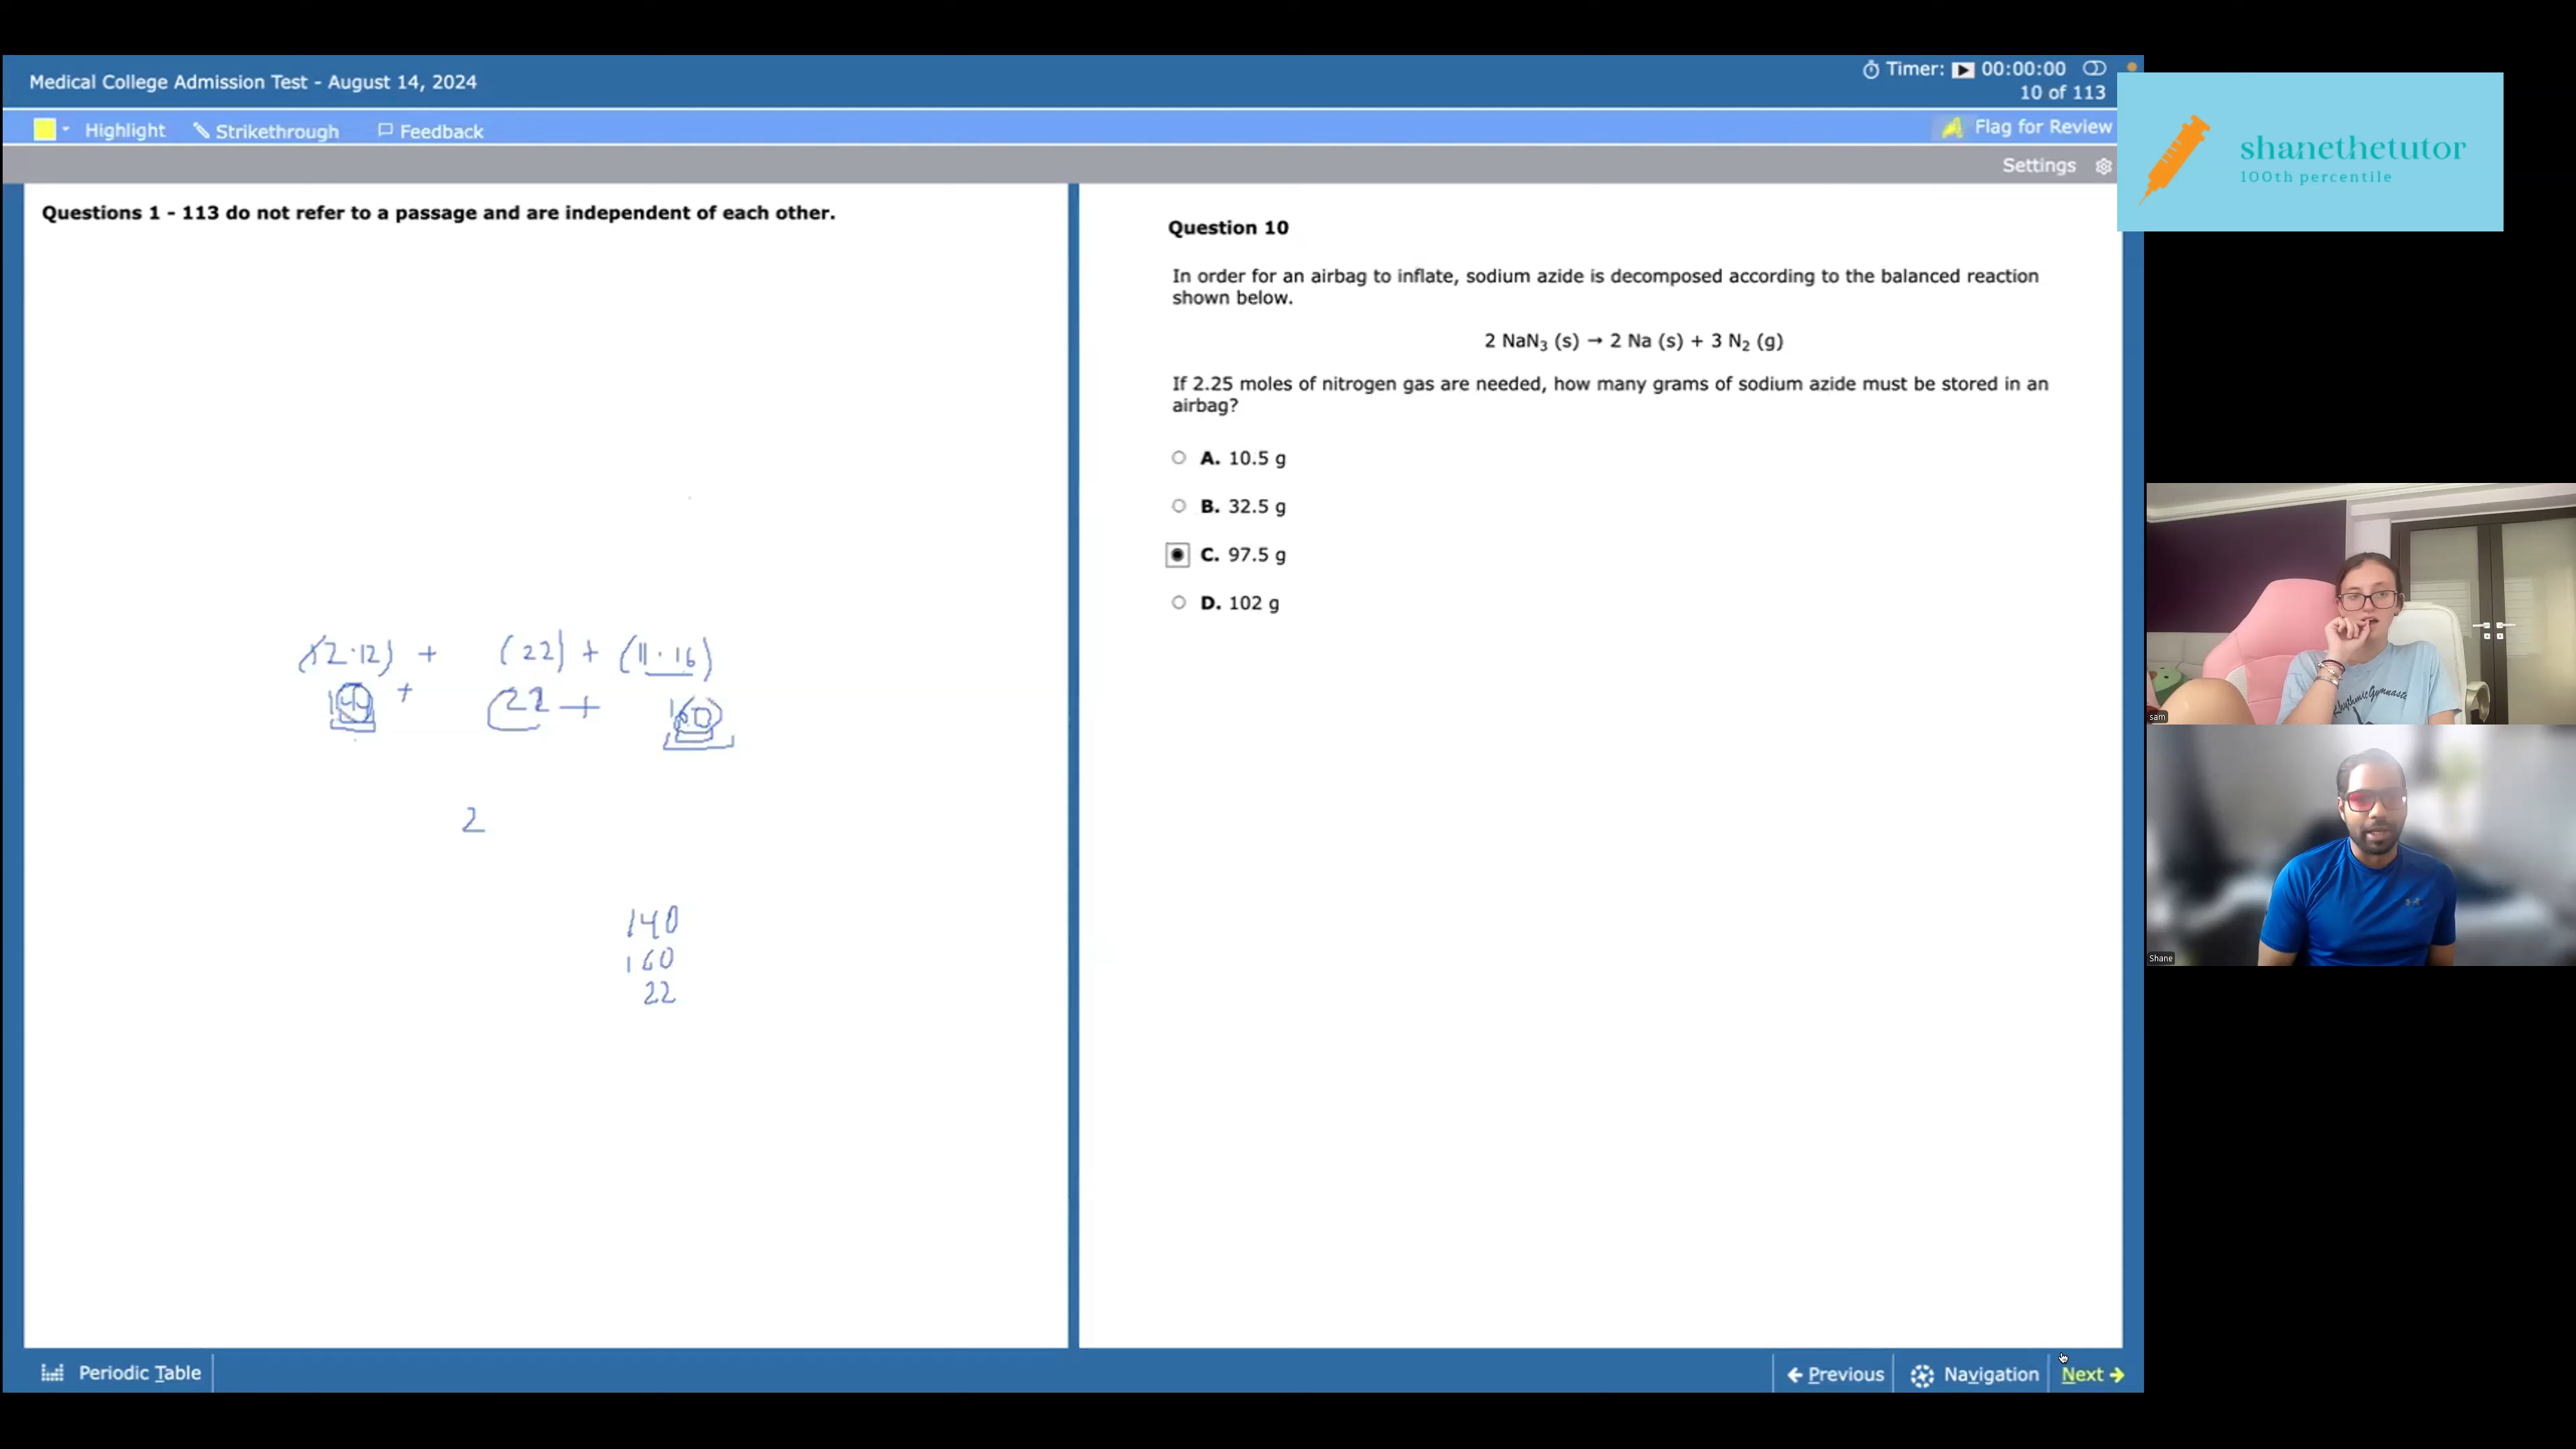 Medical College Admission Test - August 14, 2024
Timer: 00:00:00
10 of 113
Highlight Strikethrough Feedback
Flag for Review
Settings
shanethetutor
100th percentile
Questions 1 - 113 do not refer to a passage and are independent of each other.
(12·12) + (22) + (11·16)
+ 22 +
2
140
160
22
Question 10
In order for an airbag to inflate, sodium azide is decomposed according to the balanced reaction
shown below.
2 NaN₃ (s) → 2 Na (s) + 3 N₂ (g)
If 2.25 moles of nitrogen gas are needed, how many grams of sodium azide must be stored in an
airbag?
A. 10.5 g
B. 32.5 g
C. 97.5 g
D. 102 g
sam
Rhythmic Gymnast
Shane
Periodic Table
Previous Navigation Next